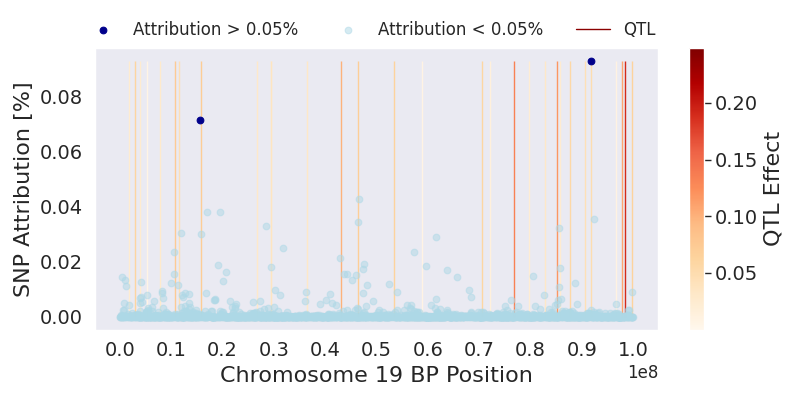 Attribution > 0.05% Attribution < 0.05% QTL
SNP Attribution [%]
0.08
0.06
0.04
0.02
0.00
0.0 0.1 0.2 0.3 0.4 0.5 0.6 0.7 0.8 0.9 1.0
1e8
Chromosome 19 BP Position
0.20
0.15
0.10
0.05
QTL Effect